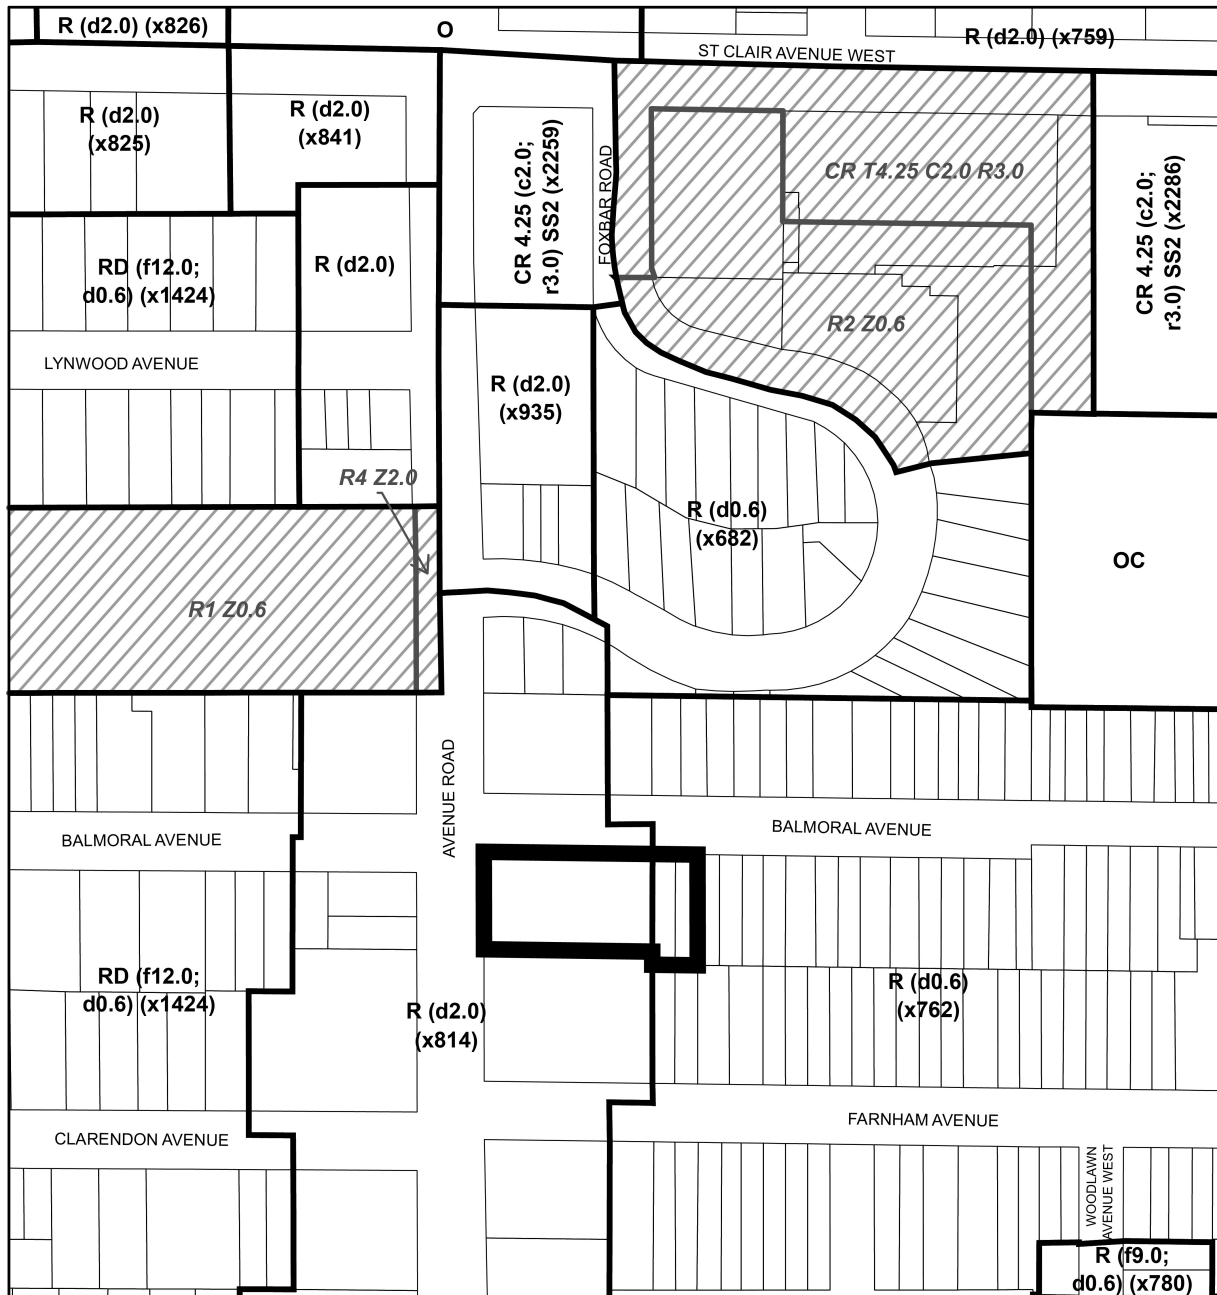 R (d2.0) (x826)
O
R (d2.0) (x759)
ST CLAIR AVENUE WEST
R (d2.0)
(x825)
R (d2.0)
(x841)
CR 4.25 (c2.0;
r3.0) SS2 (x2259)
FOXBAR ROAD
CR T4.25 C2.0 R3.0
CR 4.25 (c2.0;
r3.0) SS2 (x2286)
RD (f12.0;
d0.6) (x1424)
R (d2.0)
R2 Z0.6
LYNWOOD AVENUE
R (d2.0)
(x935)
R4 Z2.0
R (d0.6)
(x682)
OC
R1 Z0.6
AVENUE ROAD
BALMORAL AVENUE
BALMORAL AVENUE
RD (f12.0;
d0.6) (x1424)
R (d2.0)
(x814)
R (d0.6)
(x762)
CLARENDON AVENUE
FARNHAM AVENUE
WOODLAWN
AVENUE WEST
R (f9.0;
d0.6) (x780)